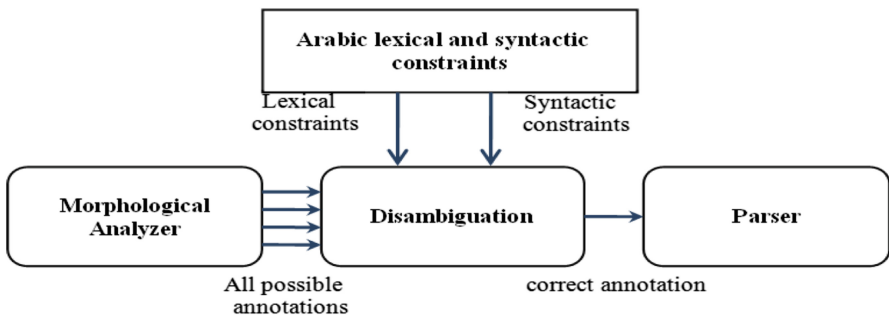 Arabic lexical and syntactic
constraints
Lexical
constraints
Syntactic
constraints
Morphological
Analyzer
Disambiguation
Parser
All possible
annotations
correct annotation